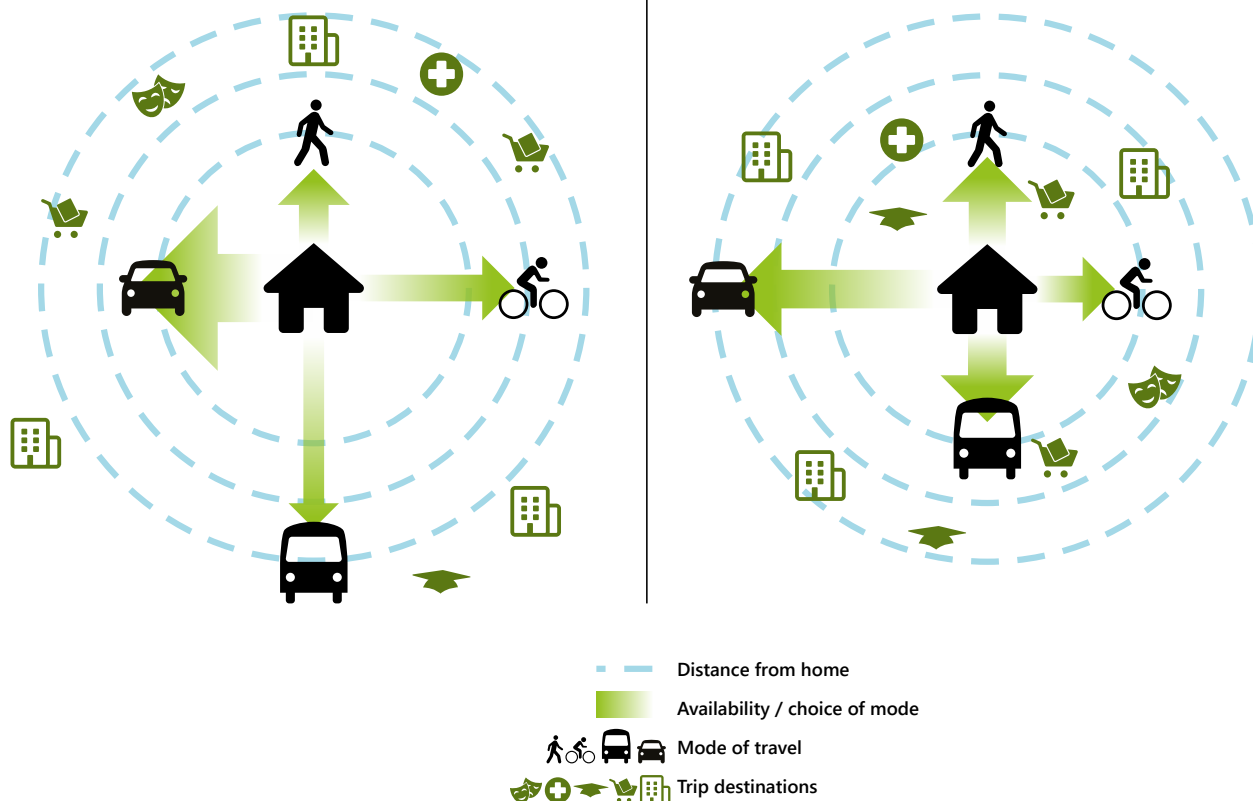 Distance from home
Availability / choice of mode
Mode of travel
Trip destinations